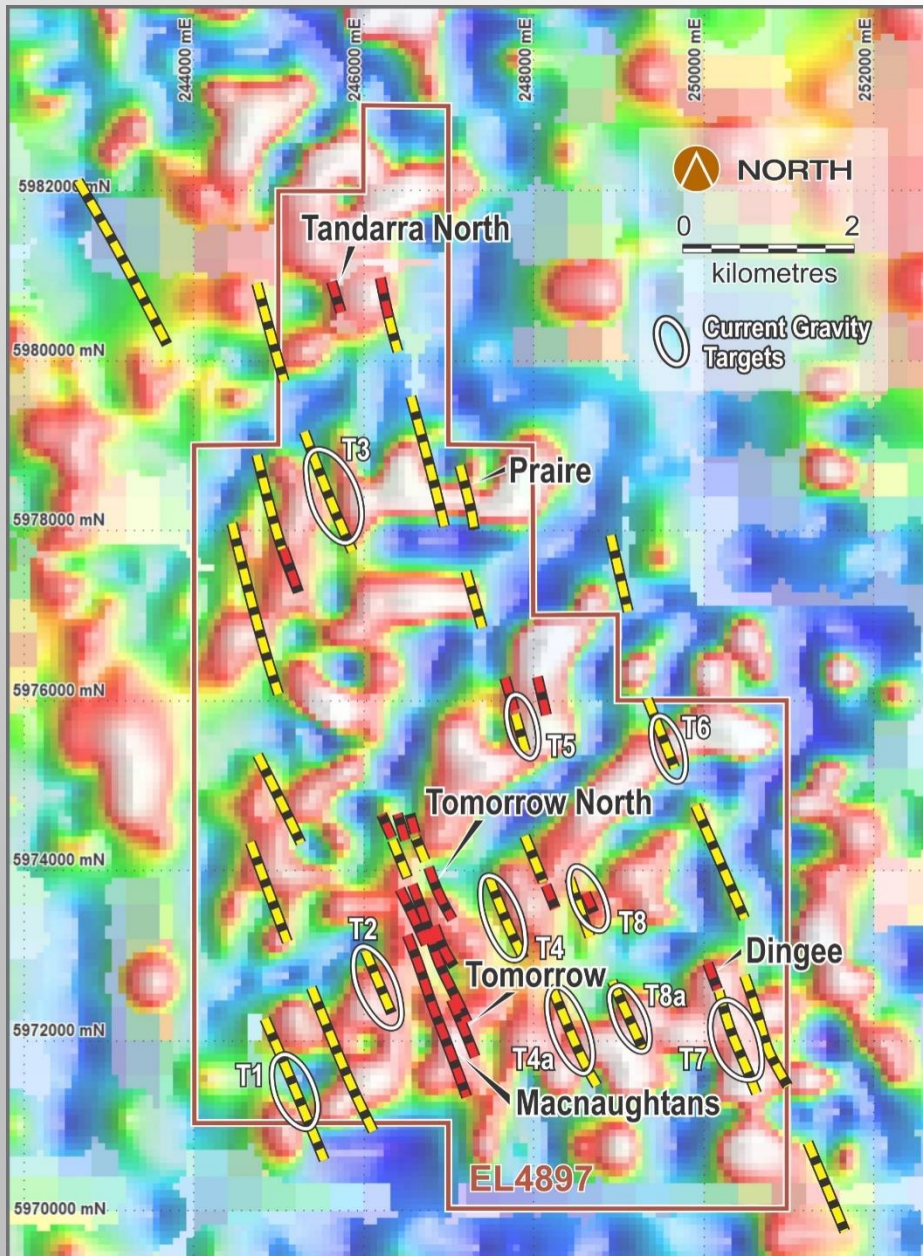 244000 mE
246000 mE
248000 mE
250000 mE
252000 mE
5982000 mN
NORTH
0
2
kilometres
Tandarra North
Current Gravity
Targets
5980000 mN
T3
Praire
5978000 mN
5976000 mN
T5
T6
Tomorrow North
5974000 mN
T2
T4
T8
Dingee
Tomorrow
T8a
5972000 mN
T1
T4a
T7
Macnaughtans
EL4897
5970000 mN